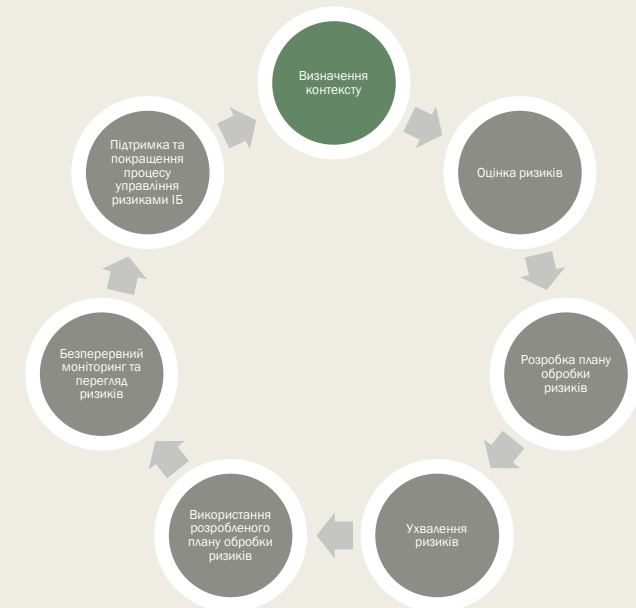 Визначення
контексту
Оцінка ризиків
Розробка плану
обробки
ризиків
Ухвалення
ризиків
Використання
розробленого
плану обробки
ризиків
Безперервний
моніторинг та
перегляд
ризиків
Підтримка та
покращення
процесу
управління
ризиками ІБ